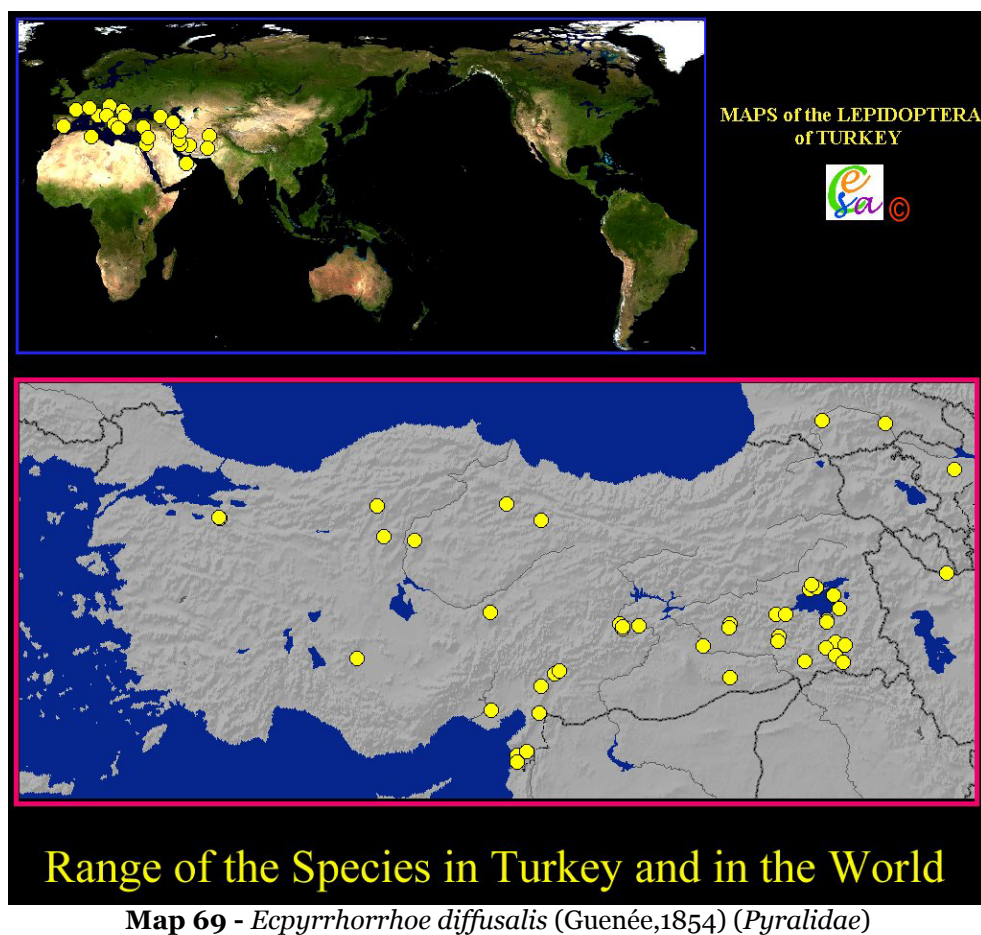 MAPS of the LEPIDOPTERA
of TURKEY
esa ©
Range of the Species in Turkey and in the World
Map 69 - Ecpyrrhorrhoe diffusalis (Guenée,1854) (Pyralidae)